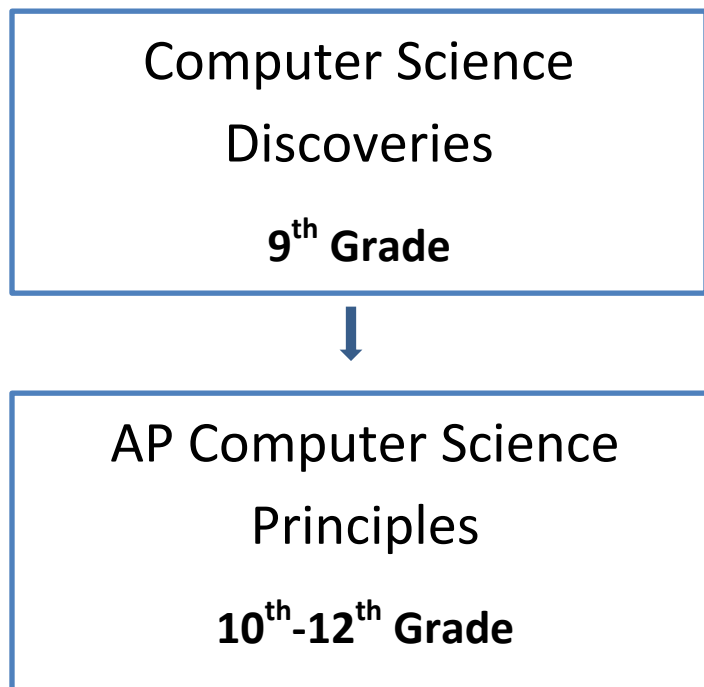 Computer Science
Discoveries
9th Grade
AP Computer Science
Principles
10th-12th Grade